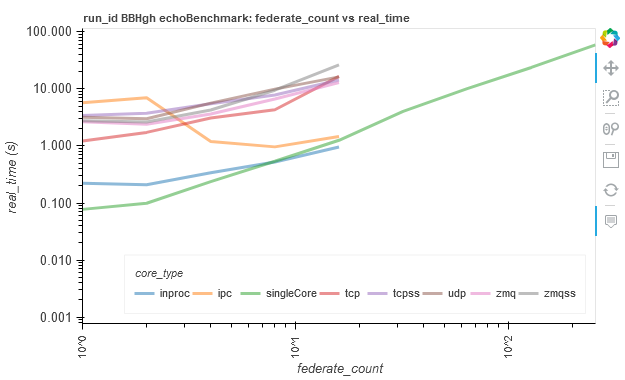 run_id BBHgh echoBenchmark: federate_count vs real_time
100.000
10.000
1.000
0.100
0.010
0.001
real_time (s)
core_type
inproc ipc singleCore tcp tcpss udp zmq zmqss
10^0 10^1 10^2
federate_count